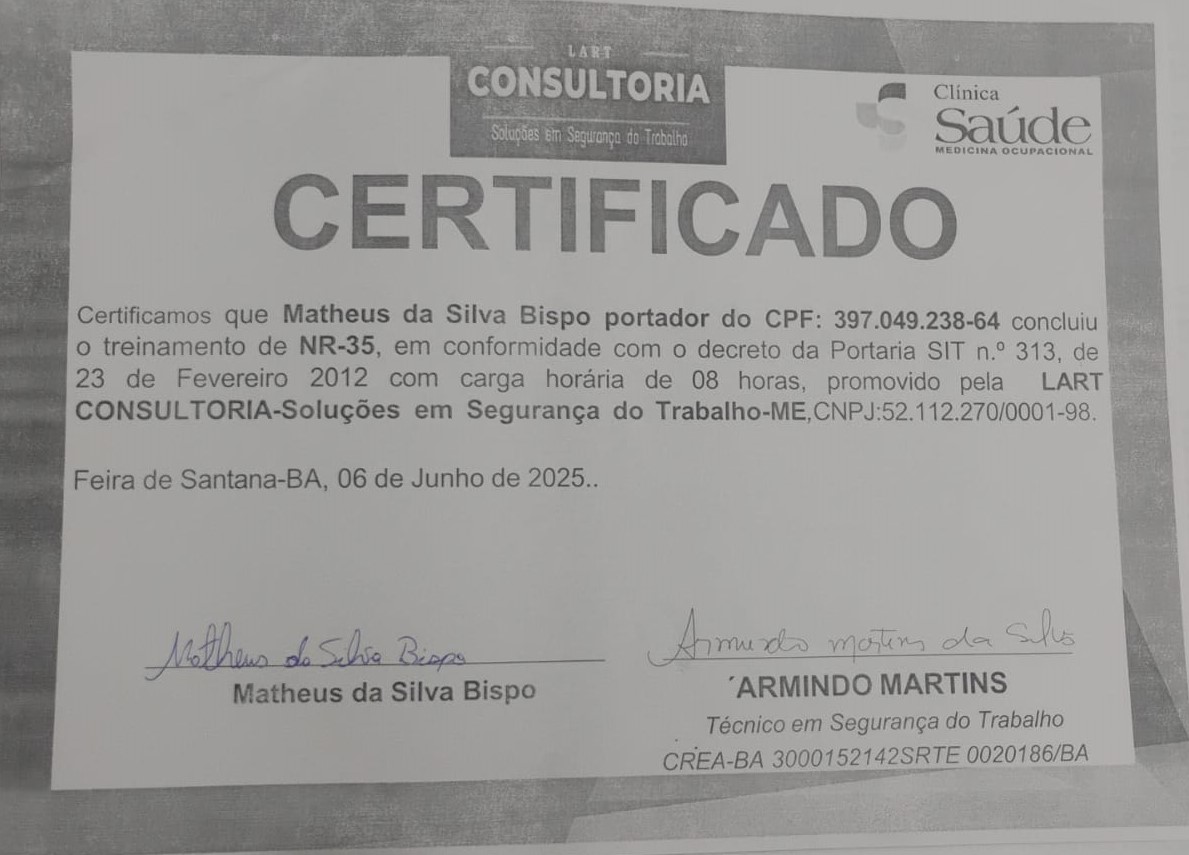 LART
CONSULTORIA
Soluções em Segurança do Trabalho
Clínica
Saúde
MEDICINA OCUPACIONAL
CERTIFICADO
Certificamos que Matheus da Silva Bispo portador do CPF: 397.049.238-64 concluiu
o treinamento de NR-35, em conformidade com o decreto da Portaria SIT n.º 313, de
23 de Fevereiro 2012 com carga horária de 08 horas, promovido pela LART
CONSULTORIA-Soluções em Segurança do Trabalho-ME,CNPJ:52.112.270/0001-98.
Feira de Santana-BA, 06 de Junho de 2025..
Matheus da Silva Bispo
Armindo Martins da Silva
Matheus da Silva Bispo
´ARMINDO MARTINS
Técnico em Segurança do Trabalho
CREA-BA 3000152142SRTE 0020186/BA